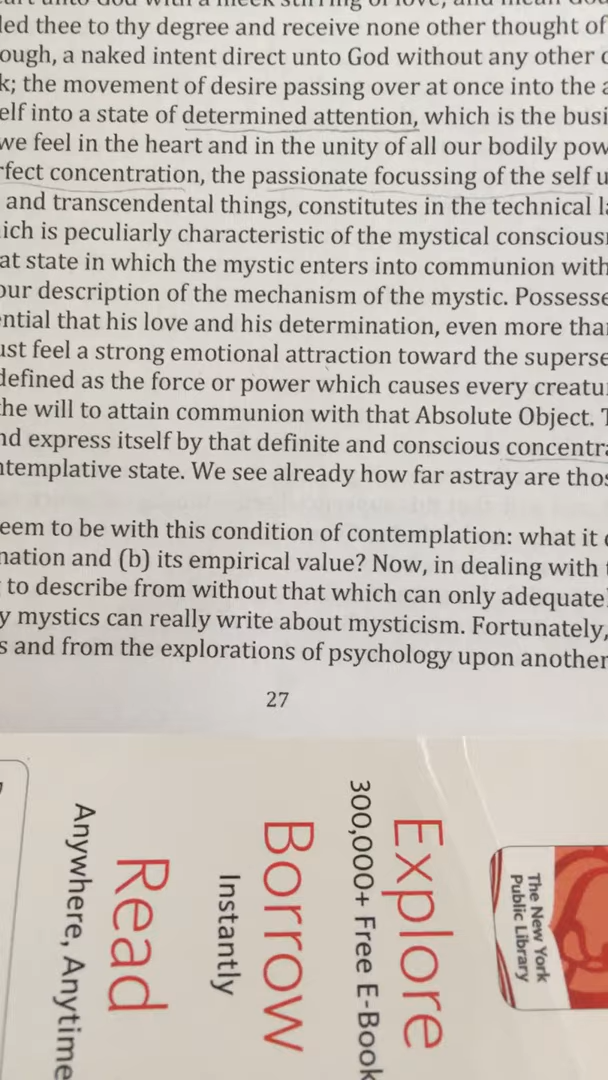 led thee to thy degree and receive none other thought of
ough, a naked intent direct unto God without any other
k; the movement of desire passing over at once into the
elf into a state of determined attention, which is the busi
we feel in the heart and in the unity of all our bodily pow
rfect concentration, the passionate focussing of the self u
and transcendental things, constitutes in the technical l
ich is peculiarly characteristic of the mystical consciousn
at state in which the mystic enters into communion with
our description of the mechanism of the mystic. Possesse
ential that his love and his determination, even more than
ust feel a strong emotional attraction toward the superse
defined as the force or power which causes every creatu
the will to attain communion with that Absolute Object. T
nd express itself by that definite and conscious concentra
ntemplative state. We see already how far astray are thos
eem to be with this condition of contemplation: what it
nation and (b) its empirical value? Now, in dealing with
to describe from without that which can only adequatel
y mystics can really write about mysticism. Fortunately,
s and from the explorations of psychology upon another
27
The New York
Public Library
Explore
300,000+ Free E-Book
Borrow
Instantly
Read
Anywhere, Anytime